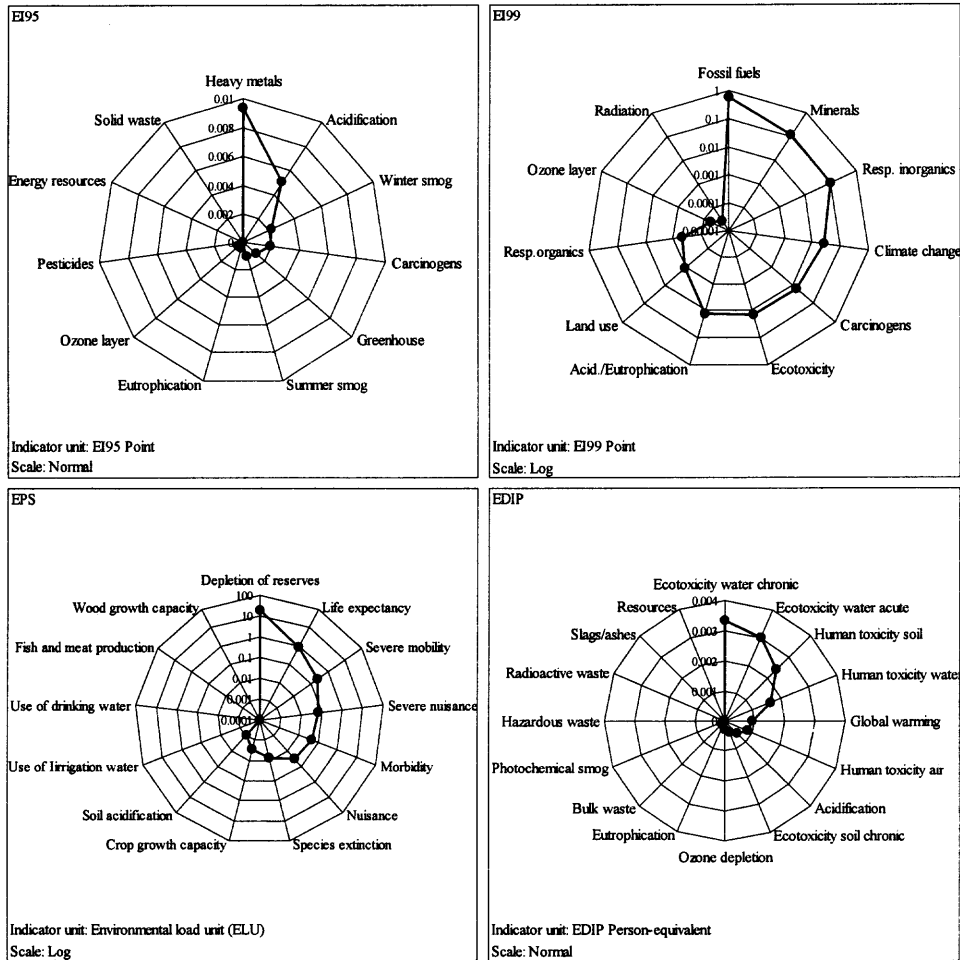 EI95
Heavy metals
0.01
Solid waste
Acidification
0.008
0.006
Energy resources
Winter smog
0.004
0.002
Pesticides
Carcinogens
Ozone layer
Greenhouse
Eutrophication
Summer smog
Indicator unit: EI95 Point
Scale: Normal
EI99
Fossil fuels
1
Radiation
Minerals
0.1
0.01
Ozone layer
Resp. inorganics
0.001
0.0001
0.00001
Resp.organics
Climate change
Land use
Carcinogens
Acid./Eutrophication
Ecotoxicity
Indicator unit: EI99 Point
Scale: Log
EPS
Depletion of reserves
100
Wood growth capacity
Life expectancy
10
1
Fish and meat production
Severe mobility
0.1
0.01
Use of drinking water
Severe nuisance
0.001
0.0001
Use of Iirrigation water
Morbidity
Soil acidification
Nuisance
Crop growth capacity
Species extinction
Indicator unit: Environmental load unit (ELU)
Scale: Log
EDIP
Ecotoxicity water chronic
0.004
Resources
Ecotoxicity water acute
Slags/ashes
0.003
Human toxicity soil
0.002
Radioactive waste
Human toxicity water
0.001
Hazardous waste
0
Global warming
Photochemical smog
Human toxicity air
Bulk waste
Acidification
Eutrophication
Ecotoxicity soil chronic
Ozone depletion
Indicator unit: EDIP Person-equivalent
Scale: Normal